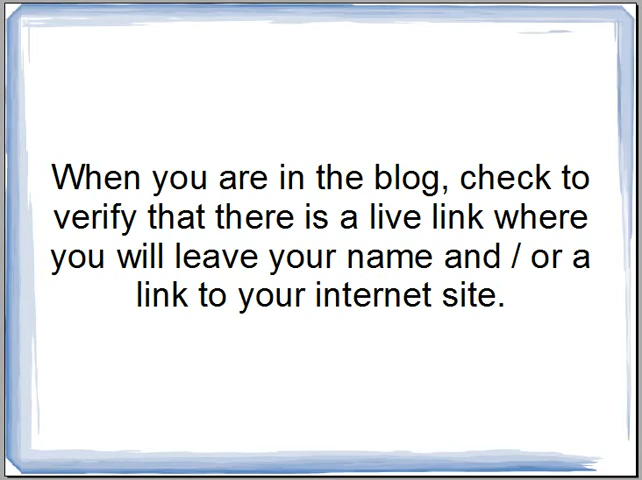 When you are in the blog, check to
verify that there is a live link where
you will leave your name and / or a
link to your internet site.